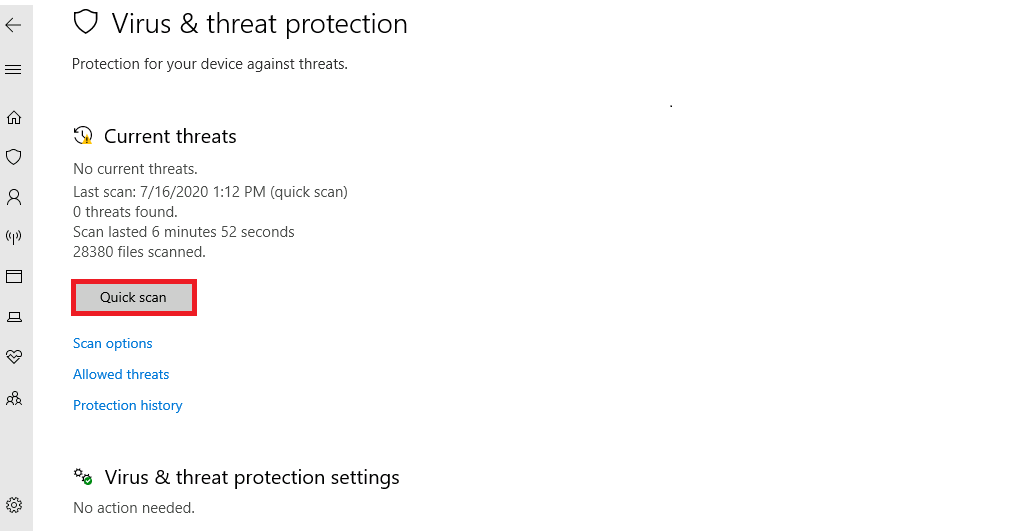 Virus & threat protection
Protection for your device against threats.
Current threats
No current threats.
Last scan: 7/16/2020 1:12 PM (quick scan)
0 threats found.
Scan lasted 6 minutes 52 seconds
28380 files scanned.
Quick scan
Scan options
Allowed threats
Protection history
Virus & threat protection settings
No action needed.